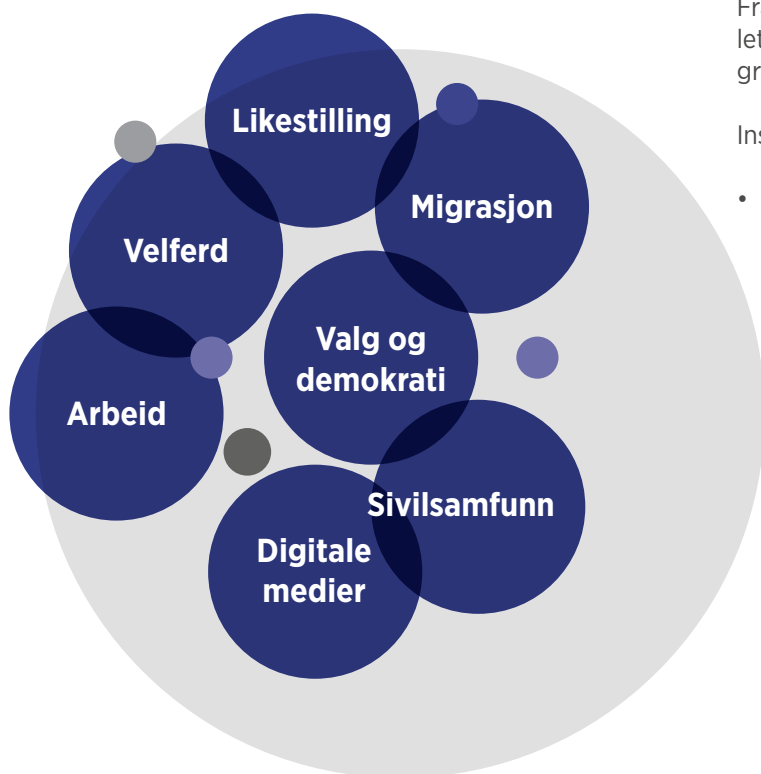 Likestilling
Migrasjon
Velferd
Valg og
demokrati
Arbeid
Sivilsamfunn
Digitale
medier
•